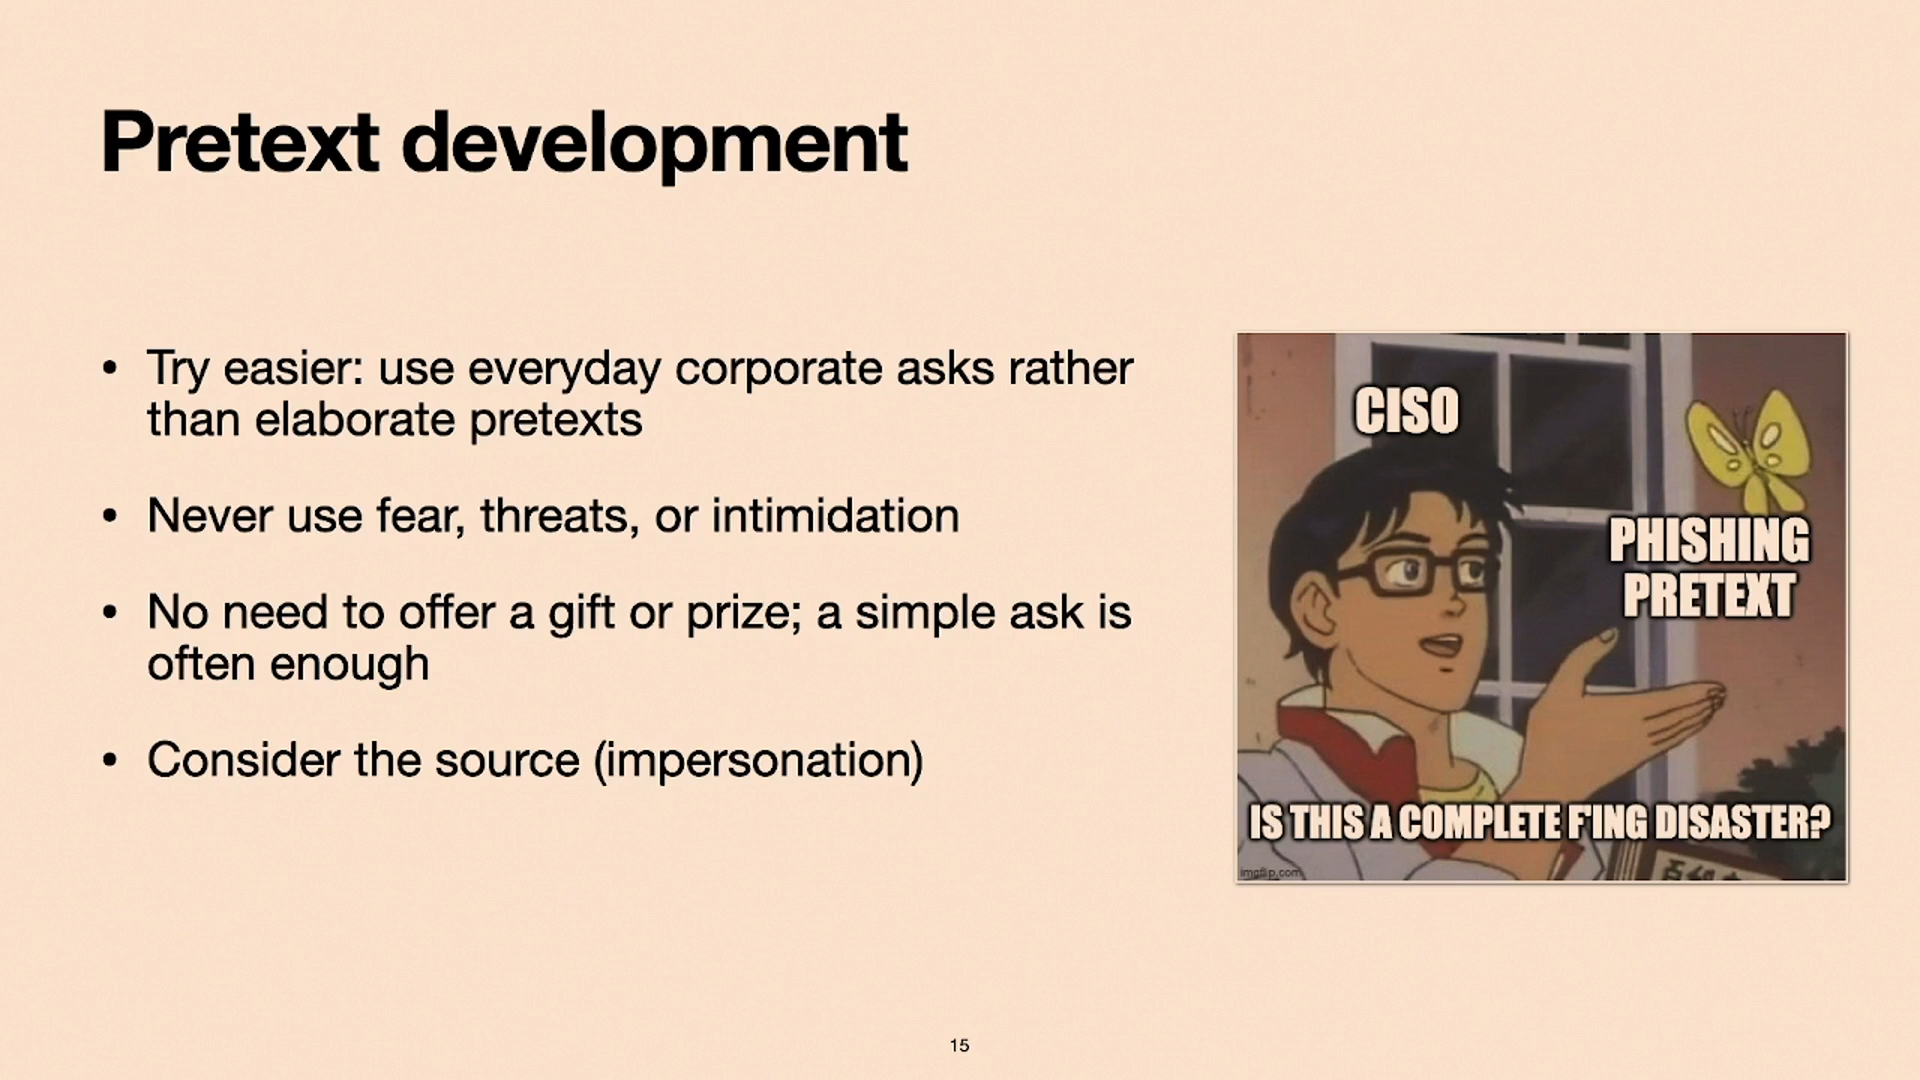 Pretext development
• Try easier: use everyday corporate asks rather
than elaborate pretexts
• Never use fear, threats, or intimidation
• No need to offer a gift or prize; a simple ask is
often enough
• Consider the source (impersonation)
CISO
PHISHING
PRETEXT
IS THIS A COMPLETE F'ING DISASTER?
imgflip.com
15